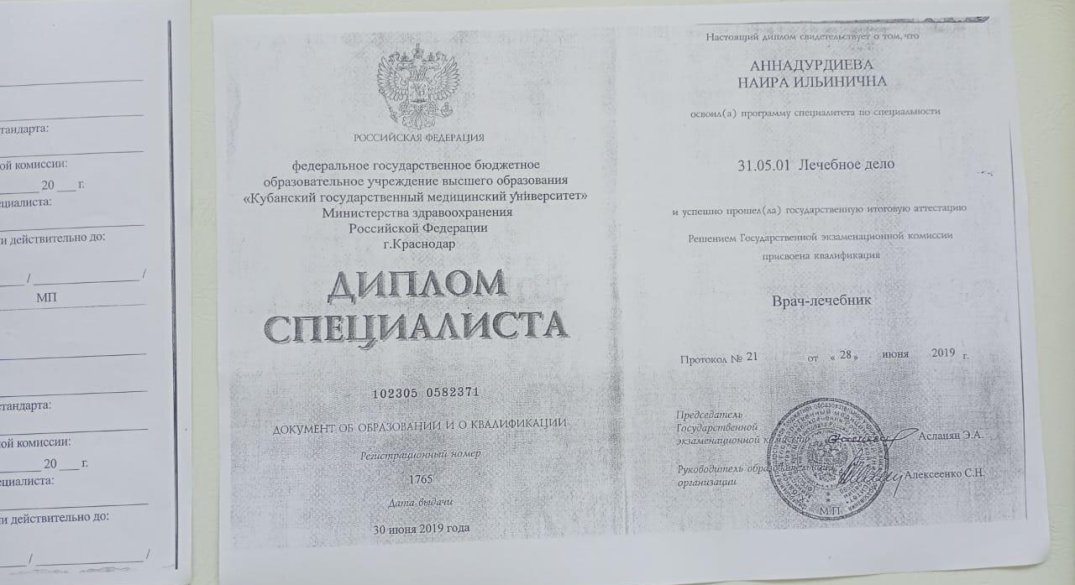 тандарта:
ой комиссии:
20 г.
циалиста:
и действительно до:
/ /
МП
тандарта:
ой комиссии:
20 г.
циалиста:
и действительно до:
/ /
РОССИЙСКАЯ ФЕДЕРАЦИЯ
федеральное государственное бюджетное
образовательное учреждение высшего образования
«Кубанский государственный медицинский университет»
Министерства здравоохранения
Российской Федерации
г.Краснодар
ДИПЛОМ
СПЕЦИАЛИСТА
102305 0582371
ДОКУМЕНТ ОБ ОБРАЗОВАНИИ И О КВАЛИФИКАЦИИ
Регистрационный номер
1765
Дата выдачи
30 июня 2019 года
Настоящий диплом свидетельствует о том, что
АННАДУРДИЕВА
НАИРА ИЛЬИНИЧНА
освоил(а) программу специалитета по специальности
31.05.01 Лечебное дело
и успешно прошел(ла) государственную итоговую аттестацию
Решением Государственной экзаменационной комиссии
присвоена квалификация
Врач-лечебник
Протокол № 21 от « 28 » июня 2019 г.
Председатель
Государственной
экзаменационной Асланян Э.А.
Руководитель Алексеенко С.Н.
организации
М.П.